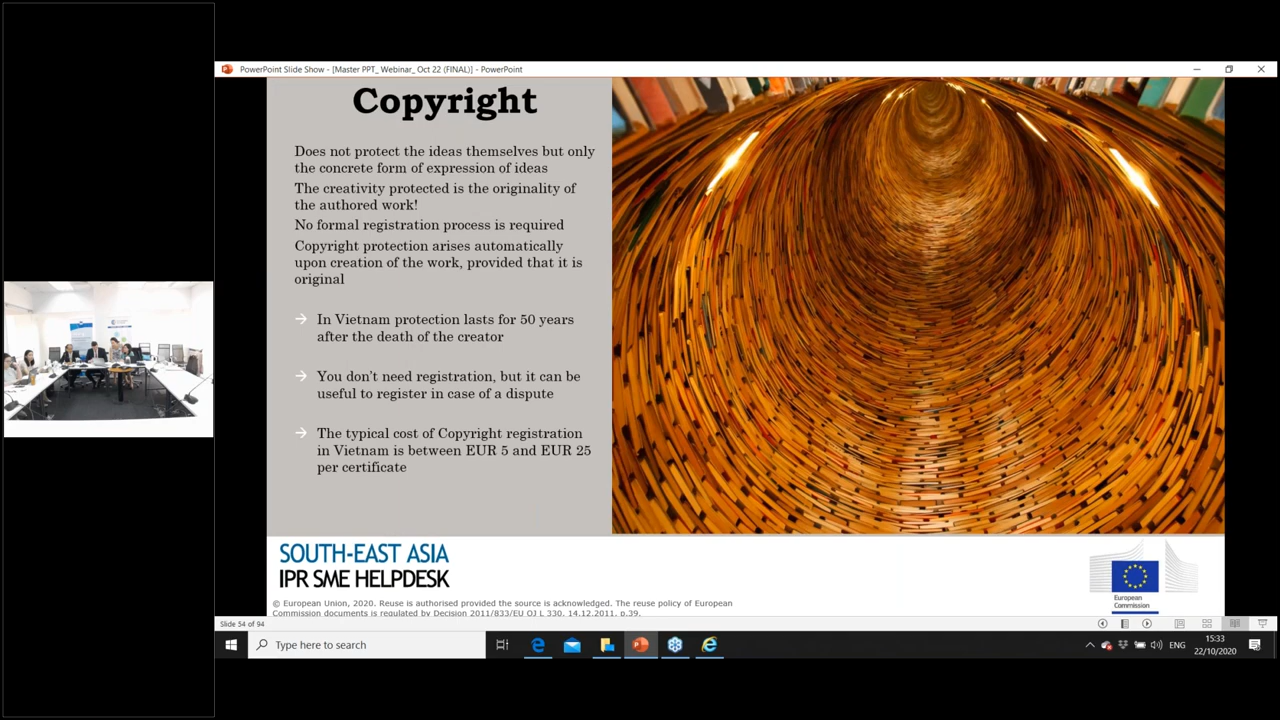 PowerPoint Slide Show - [Master PPT_ Webinar_ Oct 22 (FINAL)] - PowerPoint
Copyright
Does not protect the ideas themselves but only
the concrete form of expression of ideas
The creativity protected is the originality of
the authored work!
No formal registration process is required
Copyright protection arises automatically
upon creation of the work, provided that it is
original
In Vietnam protection lasts for 50 years
after the death of the creator
You don't need registration, but it can be
useful to register in case of a dispute
The typical cost of Copyright registration
in Vietnam is between EUR 5 and EUR 25
per certificate
SOUTH-EAST ASIA
IPR SME HELPDESK
European
Commission
© European Union, 2020. Reuse is authorised provided the source is acknowledged. The reuse policy of European
Commission documents is regulated by Decision 2011/833/EU OJ L 330, 14.12.2011, p.39.
Slide 54 of 94
Type here to search
ENG
15:33
22/10/2020